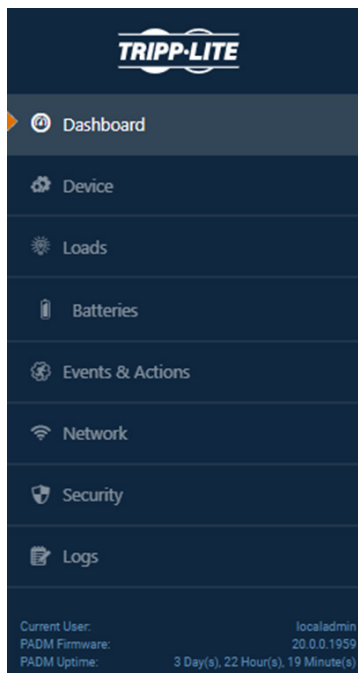 TRIPP·LITE
Dashboard
Device
Loads
Batteries
Events & Actions
Network
Security
Logs
Current User: localadmin
PADM Firmware: 20.0.0.1959
PADM Uptime: 3 Day(s), 22 Hour(s), 19 Minute(s)